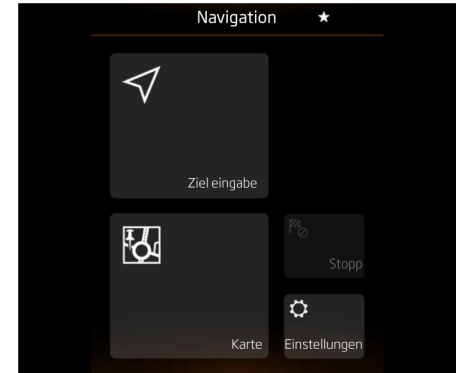 Navigation
Ziel eingabe
Stopp
Karte
Einstellungen